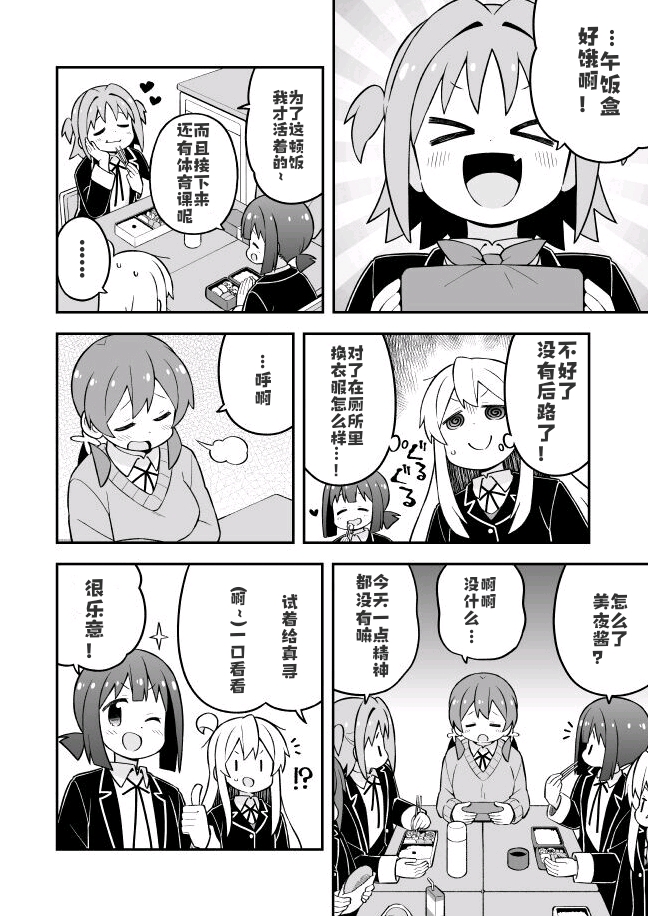 …午饭盒
好饿啊！
为了这顿饭
我才活着的~
而且接下来
还有体育课呢
……
不好了
没有后路了！
对了在厕所里
换衣服怎么样…！
ぐる
ぐる
…呼啊
怎么了
美夜酱？
啊啊
没什么…
今天一点精神
都没有嘛
试着给真寻
(啊~)一口看看
!?
很乐意！